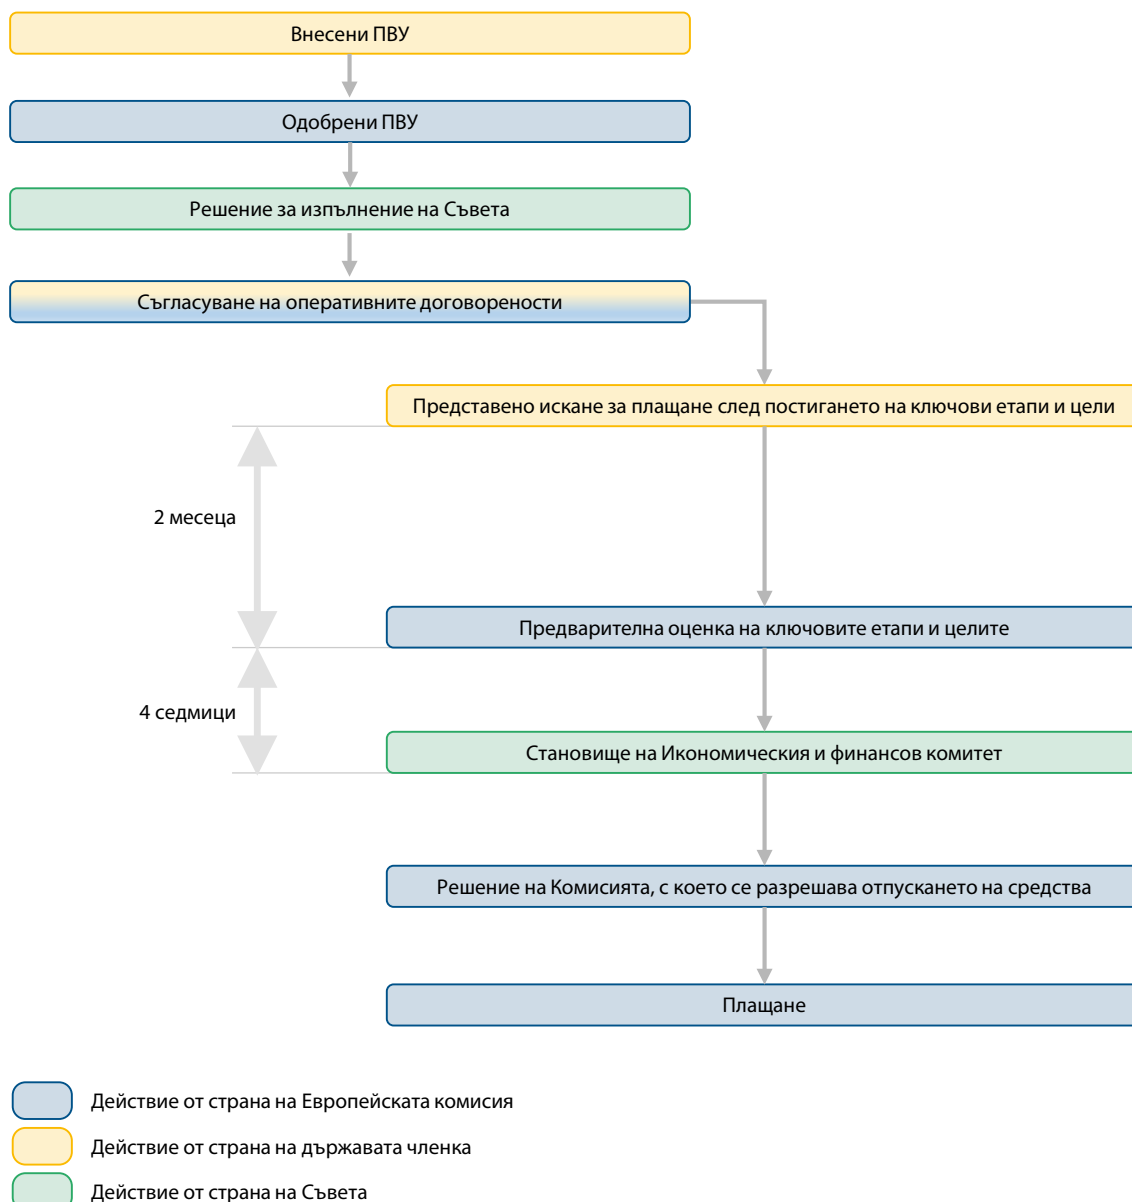 Внесени ПВУ
Одобрени ПВУ
Решение за изпълнение на Съвета
Съгласуване на оперативните договорености
Представено искане за плащане след постигането на ключови етапи и цели
2 месеца
Предварителна оценка на ключовите етапи и целите
4 седмици
Становище на Икономическия и финансов комитет
Решение на Комисията, с което се разрешава отпускането на средства
Плащане
Действие от страна на Европейската комисия
Действие от страна на държавата членка
Действие от страна на Съвета